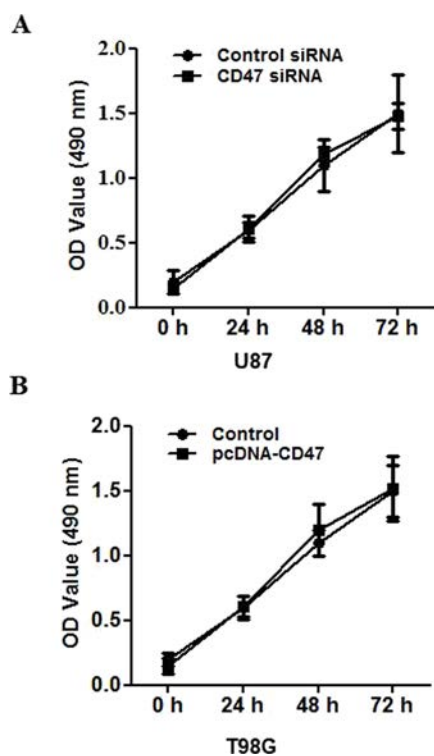 A
2.0
Control siRNA
CD47 siRNA
1.5
1.0
0.5
0.0
OD Value (490 nm)
0 h 24 h 48 h 72 h
U87
B
2.0
Control
pcDNA-CD47
1.5
1.0
0.5
0.0
OD Value (490 nm)
0 h 24 h 48 h 72 h
T98G